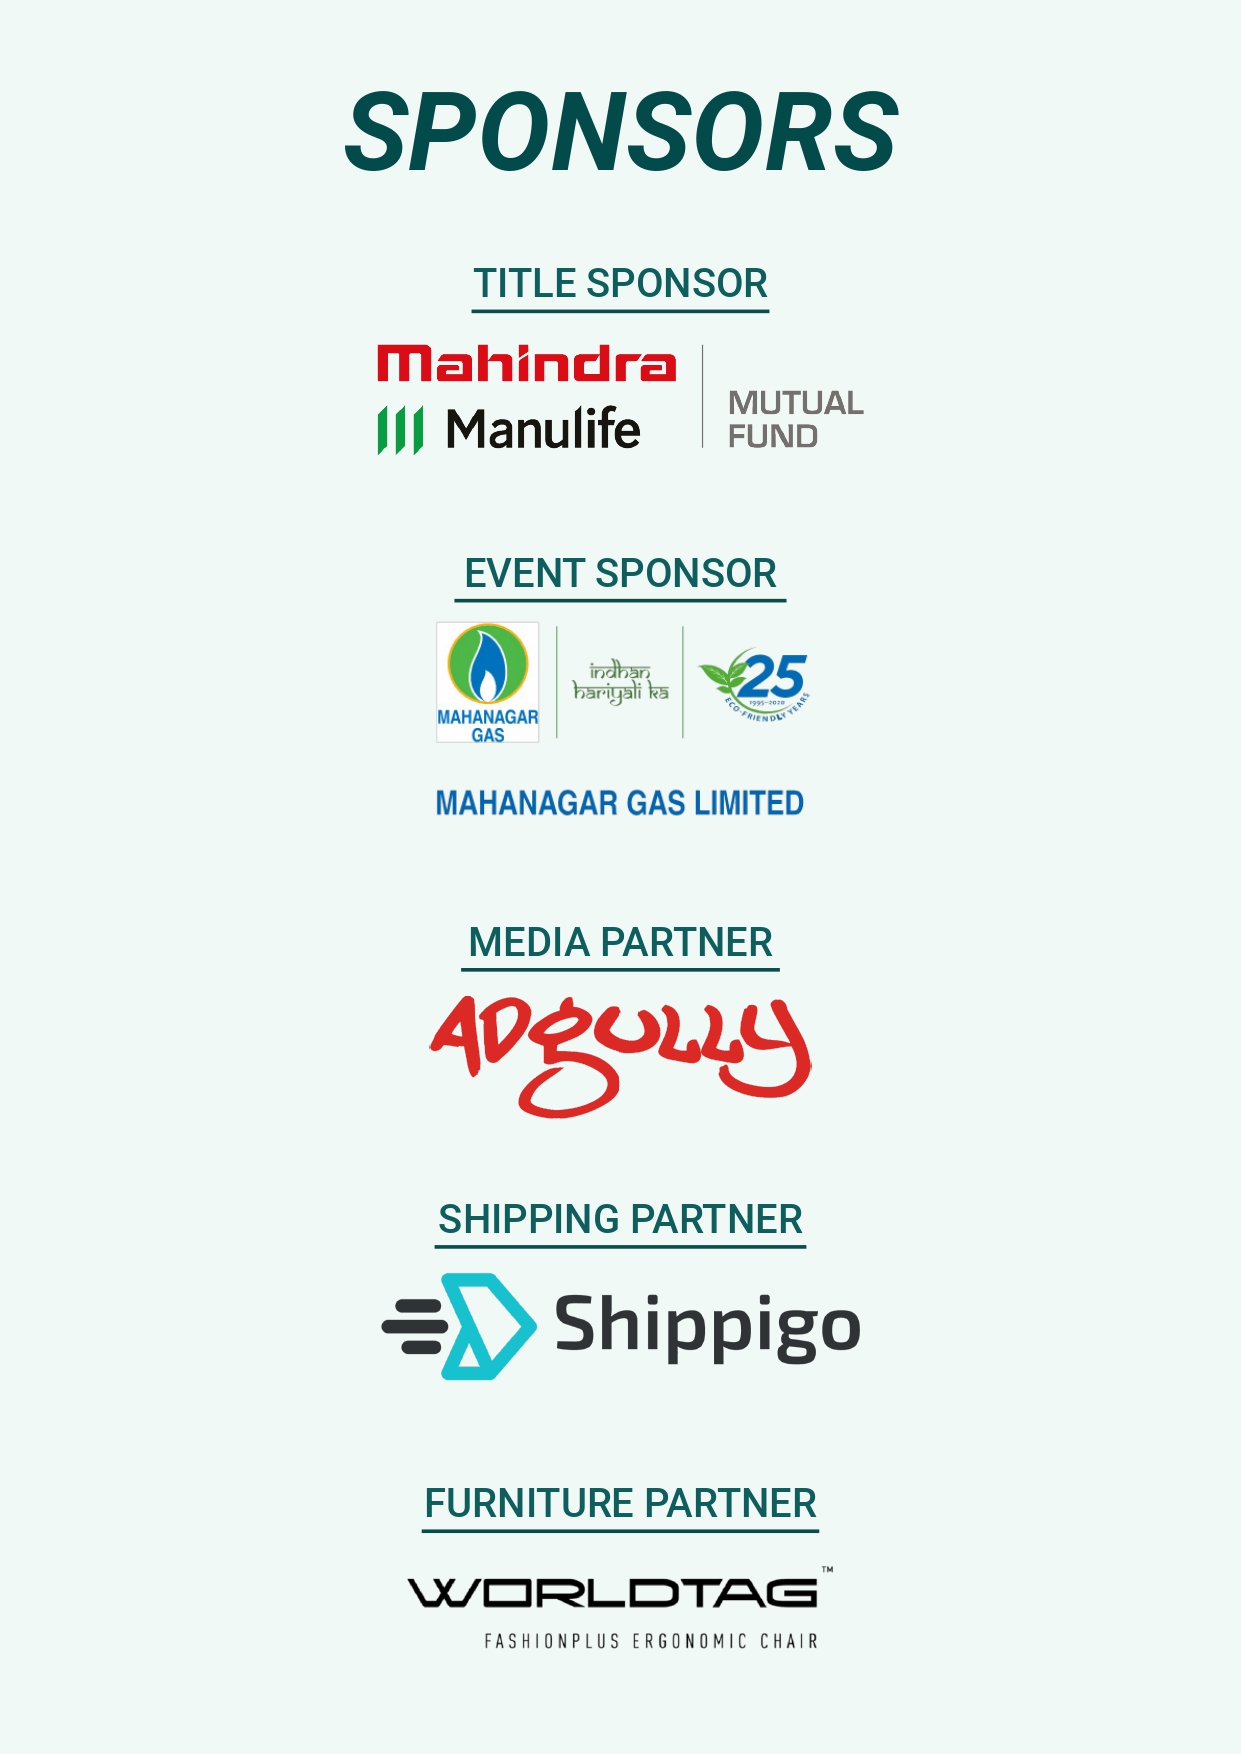 SPONSORS
TITLE SPONSOR
mahindra
Manulife
MUTUAL
FUND
EVENT SPONSOR
MAHANAGAR
GAS
indhan
hariyali ka
25
1995-2020
ECO-FRIENDLY YEARS
MAHANAGAR GAS LIMITED
MEDIA PARTNER
ADgULLY
SHIPPING PARTNER
Shippigo
FURNITURE PARTNER
WORLDTAG™
FASHIONPLUS ERGONOMIC CHAIR